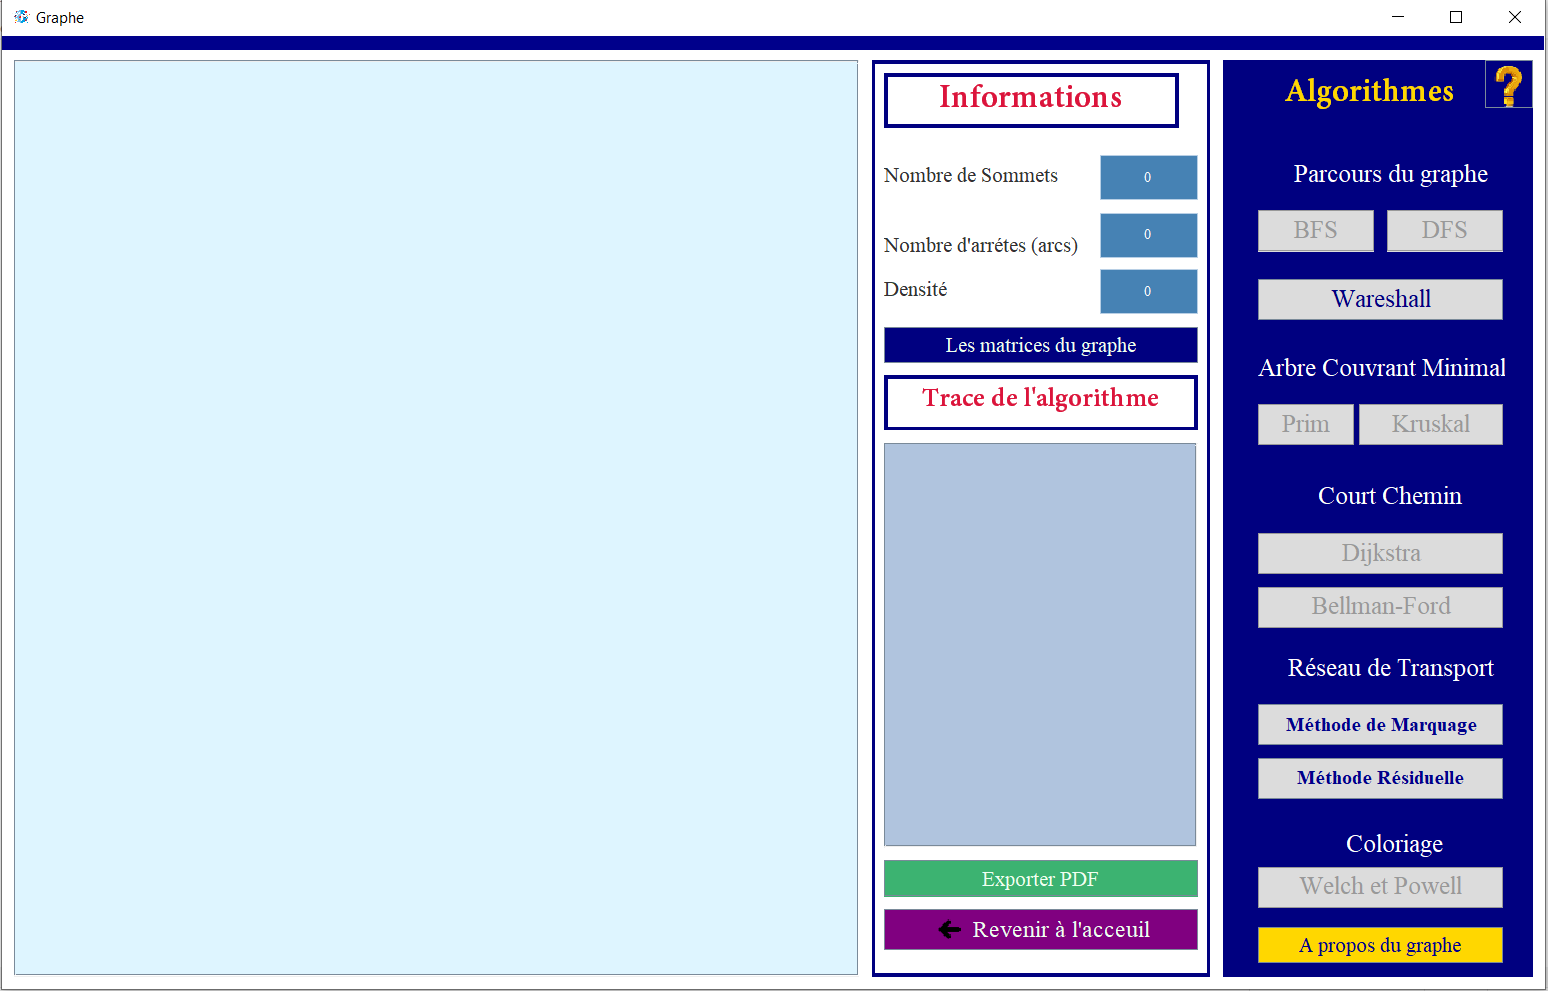 Graphe
Informations
Nombre de Sommets
0
Nombre d'arrétes (arcs)
0
Densité
0
Les matrices du graphe
Trace de l'algorithme
Exporter PDF
Revenir à l'acceuil
Algorithmes
Parcours du graphe
BFS
DFS
Wareshall
Arbre Couvrant Minimal
Prim
Kruskal
Court Chemin
Dijkstra
Bellman-Ford
Réseau de Transport
Méthode de Marquage
Méthode Résiduelle
Coloriage
Welch et Powell
A propos du graphe